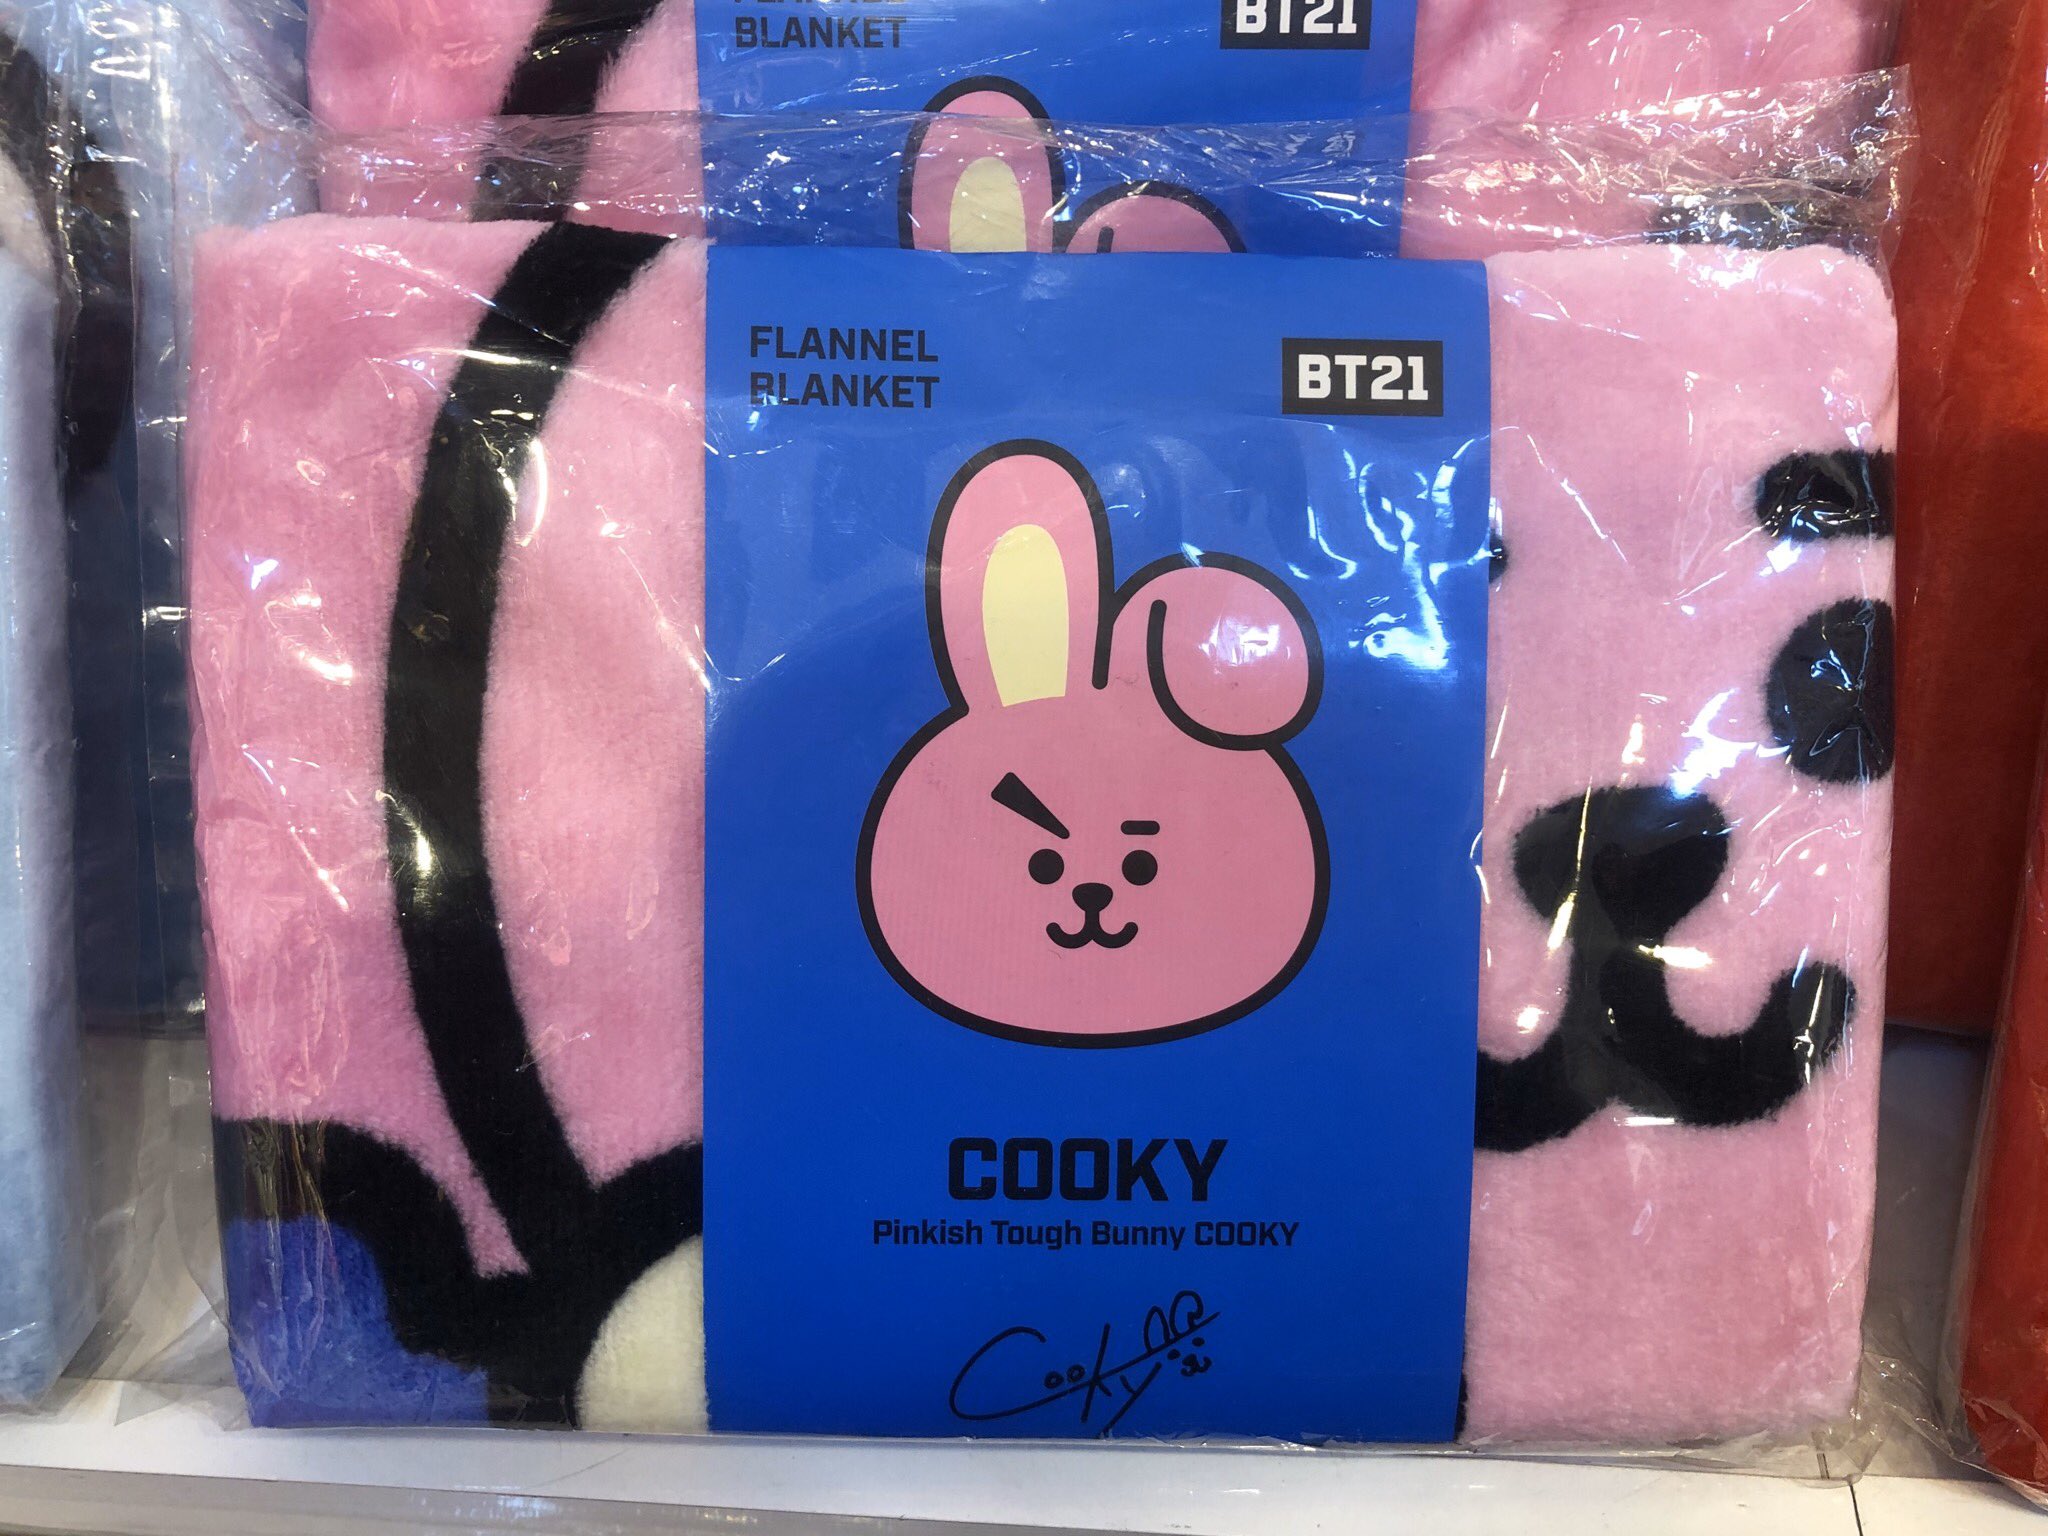 BLANKET
BT21
FLANNEL
BLANKET
BT21
COOKY
Pinkish Tough Bunny COOKY
Cooky